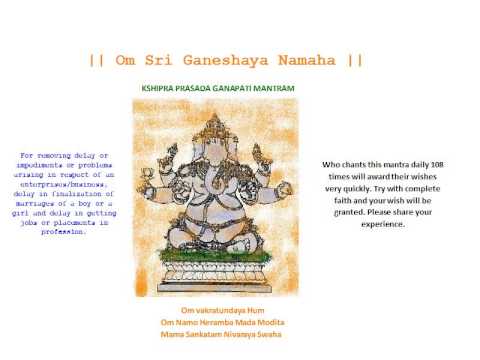 || Om Sri Ganeshaya Namaha ||
KSHIPRA PRASADA GANAPATI MANTRAM
For removing delay or
impudiments or problems
arising in respect of an
enterprises/business,
delay in finalization of
marriages of a boy or a
girl and delay in getting
jobs or placements in
profession.
Who chants this mantra daily 108
times will award their wishes
very quickly. Try with complete
faith and your wish will be
granted. Please share your
experience.
Om vakratundaya Hum
Om Namo Heramba Mada Modita
Mama Sankatam Nivaraya Swaha